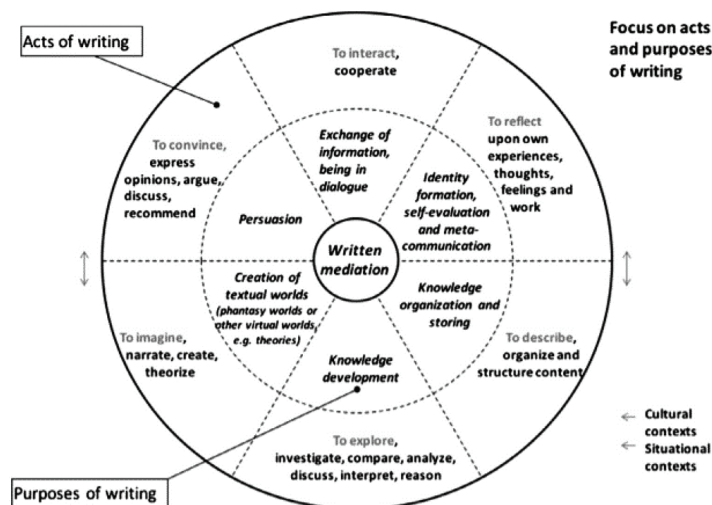 Focus on acts
and purposes
of writing
Acts of writing
To interact,
cooperate
To convince,
express
opinions, argue,
discuss,
recommend
To reflect
upon own
experiences,
thoughts,
feelings and
work
Exchange of
information,
being in
dialogue
Persuasion
Identity
formation,
self-evaluation
and meta-
communication
Written
mediation
Creation of
textual worlds
(phantasy worlds or
other virtual worlds,
e.g. theories)
Knowledge
organization and
storing
Knowledge
development
To imagine,
narrate, create,
theorize
To describe,
organize and
structure content
To explore,
investigate, compare, analyze,
discuss, interpret, reason
Cultural
contexts
Situational
contexts
Purposes of writing